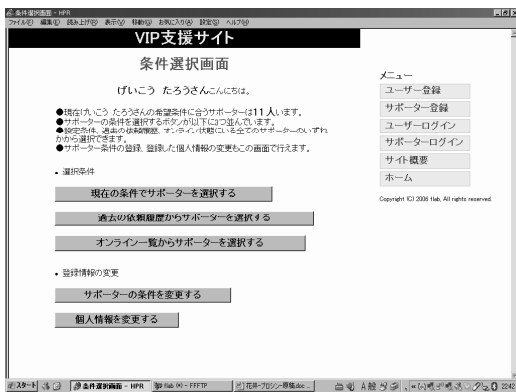 条件選択画面 - HPR
ファイル(F) 編集(E) 読み上げ(R) 表示(V) 移動(G) お気に入り(A) 設定(S) ヘルプ(H)
VIP支援サイト
条件選択画面
げいこう たろうさんこんにちは。
●現在げいこう たろうさんの希望条件に合うサポーターは11人います。
●サポーターの条件を選択するボタンが以下に3つ並んでいます。
●設定条件、過去の依頼履歴、オンライン状態にいる全てのサポーターのいずれ
かから選択できます。
●サポーター条件の登録、登録した個人情報の変更もこの画面で行えます。
・ 選択条件
現在の条件でサポーターを選択する
過去の依頼履歴からサポーターを選択する
オンライン一覧からサポーターを選択する
・ 登録情報の変更
サポーターの条件を変更する
個人情報を変更する
メニュー
ユーザー登録
サポーター登録
ユーザーログイン
サポーターログイン
サイト概要
ホーム
Copyright (C) 2006 tlab, All rights reserved.
スタート
条件選択画面 - HPR
tlab (*) - FFFTP
A 般
22:43